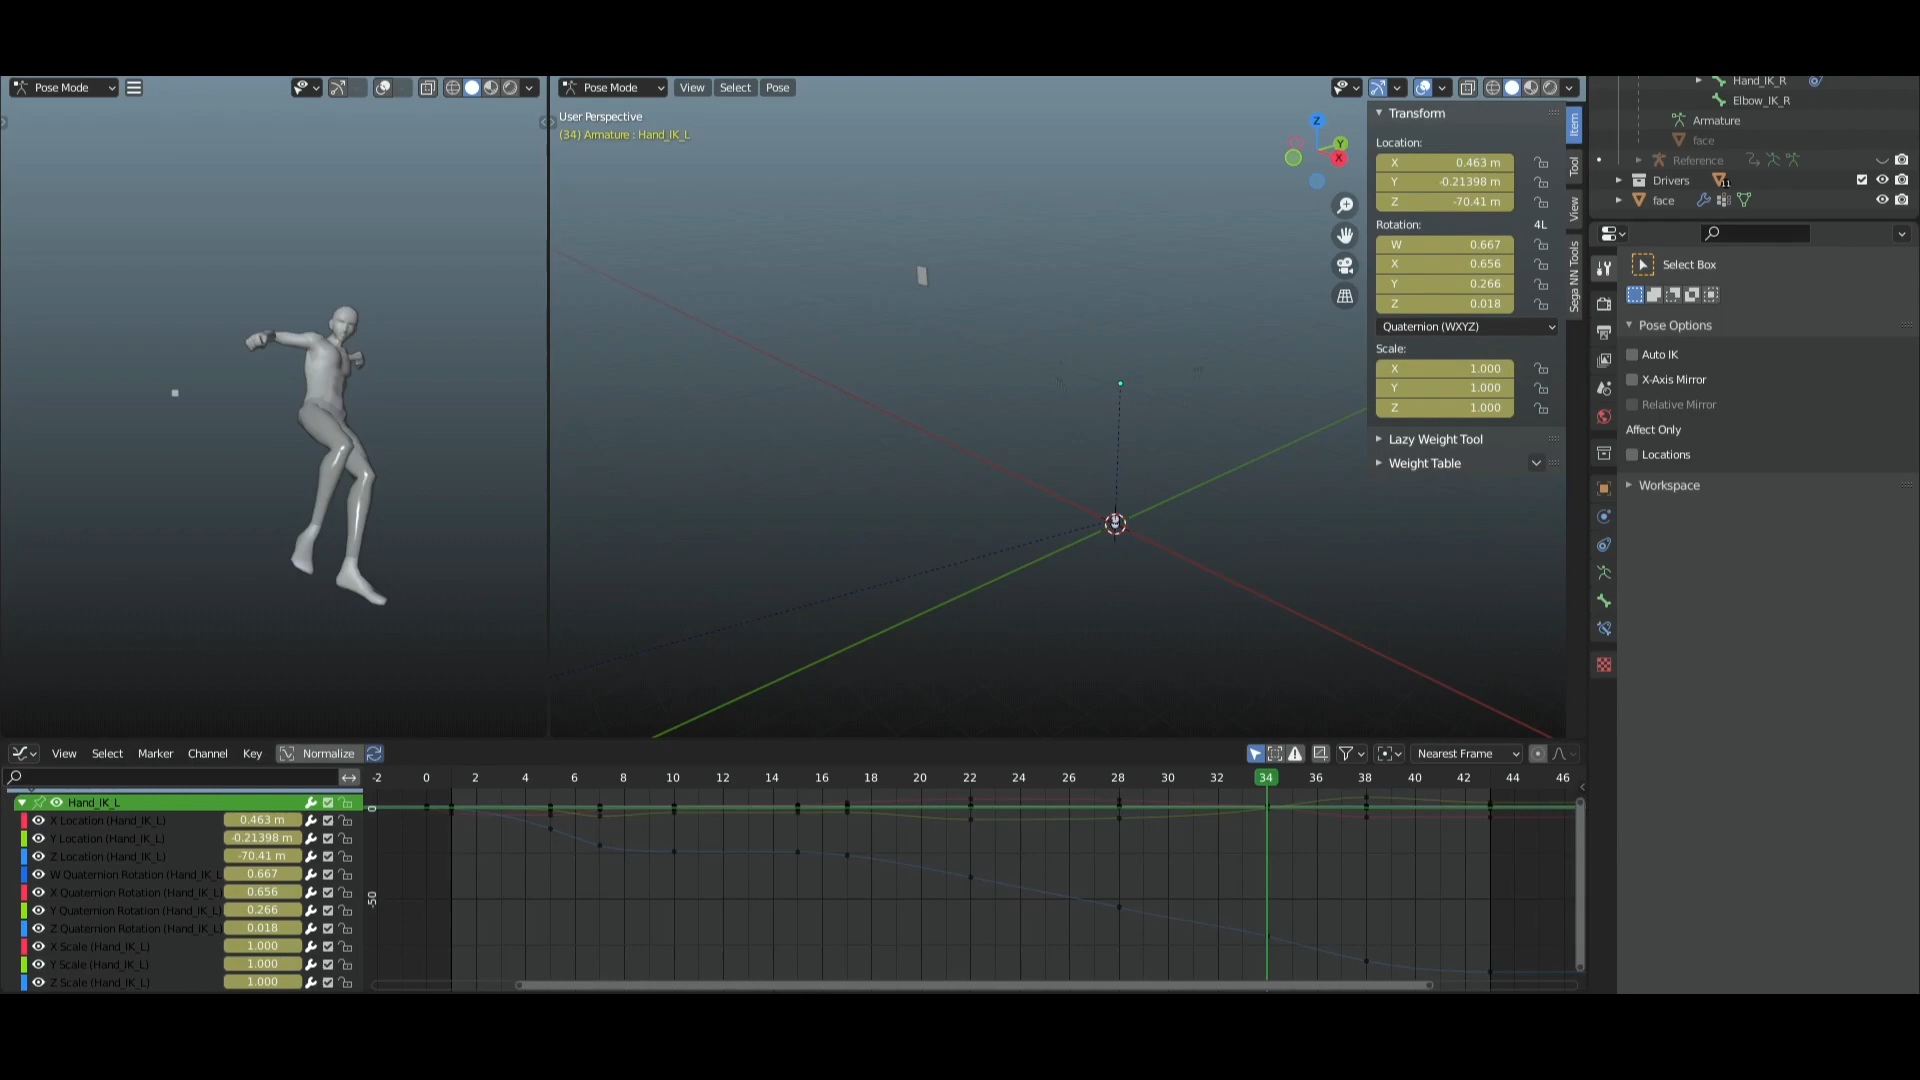 Pose Mode
Pose Mode View Select Pose
User Perspective
(34) Armature : Hand_IK_L
Z
Y
X
Transform
Location:
X 0.463 m
Y -0.21398 m
Z -70.41 m
Rotation: 4L
W 0.667
X 0.656
Y 0.266
Z 0.018
Quaternion (WXYZ)
Scale:
X 1.000
Y 1.000
Z 1.000
Lazy Weight Tool
Weight Table
Item
Tool
View
Sega NN Tools
Hand_IK_R
Elbow_IK_R
Armature
face
Reference
Drivers 11
face
Select Box
Pose Options
Auto IK
X-Axis Mirror
Relative Mirror
Affect Only
Locations
Workspace
View Select Marker Channel Key Normalize Nearest Frame
-2 0 2 4 6 8 10 12 14 16 18 20 22 24 26 28 30 32 34 36 38 40 42 44 46
0
-50
Hand_IK_L
X Location (Hand_IK_L) 0.463 m
Y Location (Hand_IK_L) -0.21398 m
Z Location (Hand_IK_L) -70.41 m
W Quaternion Rotation (Hand_IK_L 0.667
X Quaternion Rotation (Hand_IK_L) 0.656
Y Quaternion Rotation (Hand_IK_L) 0.266
Z Quaternion Rotation (Hand_IK_L) 0.018
X Scale (Hand_IK_L) 1.000
Y Scale (Hand_IK_L) 1.000
Z Scale (Hand_IK_L) 1.000